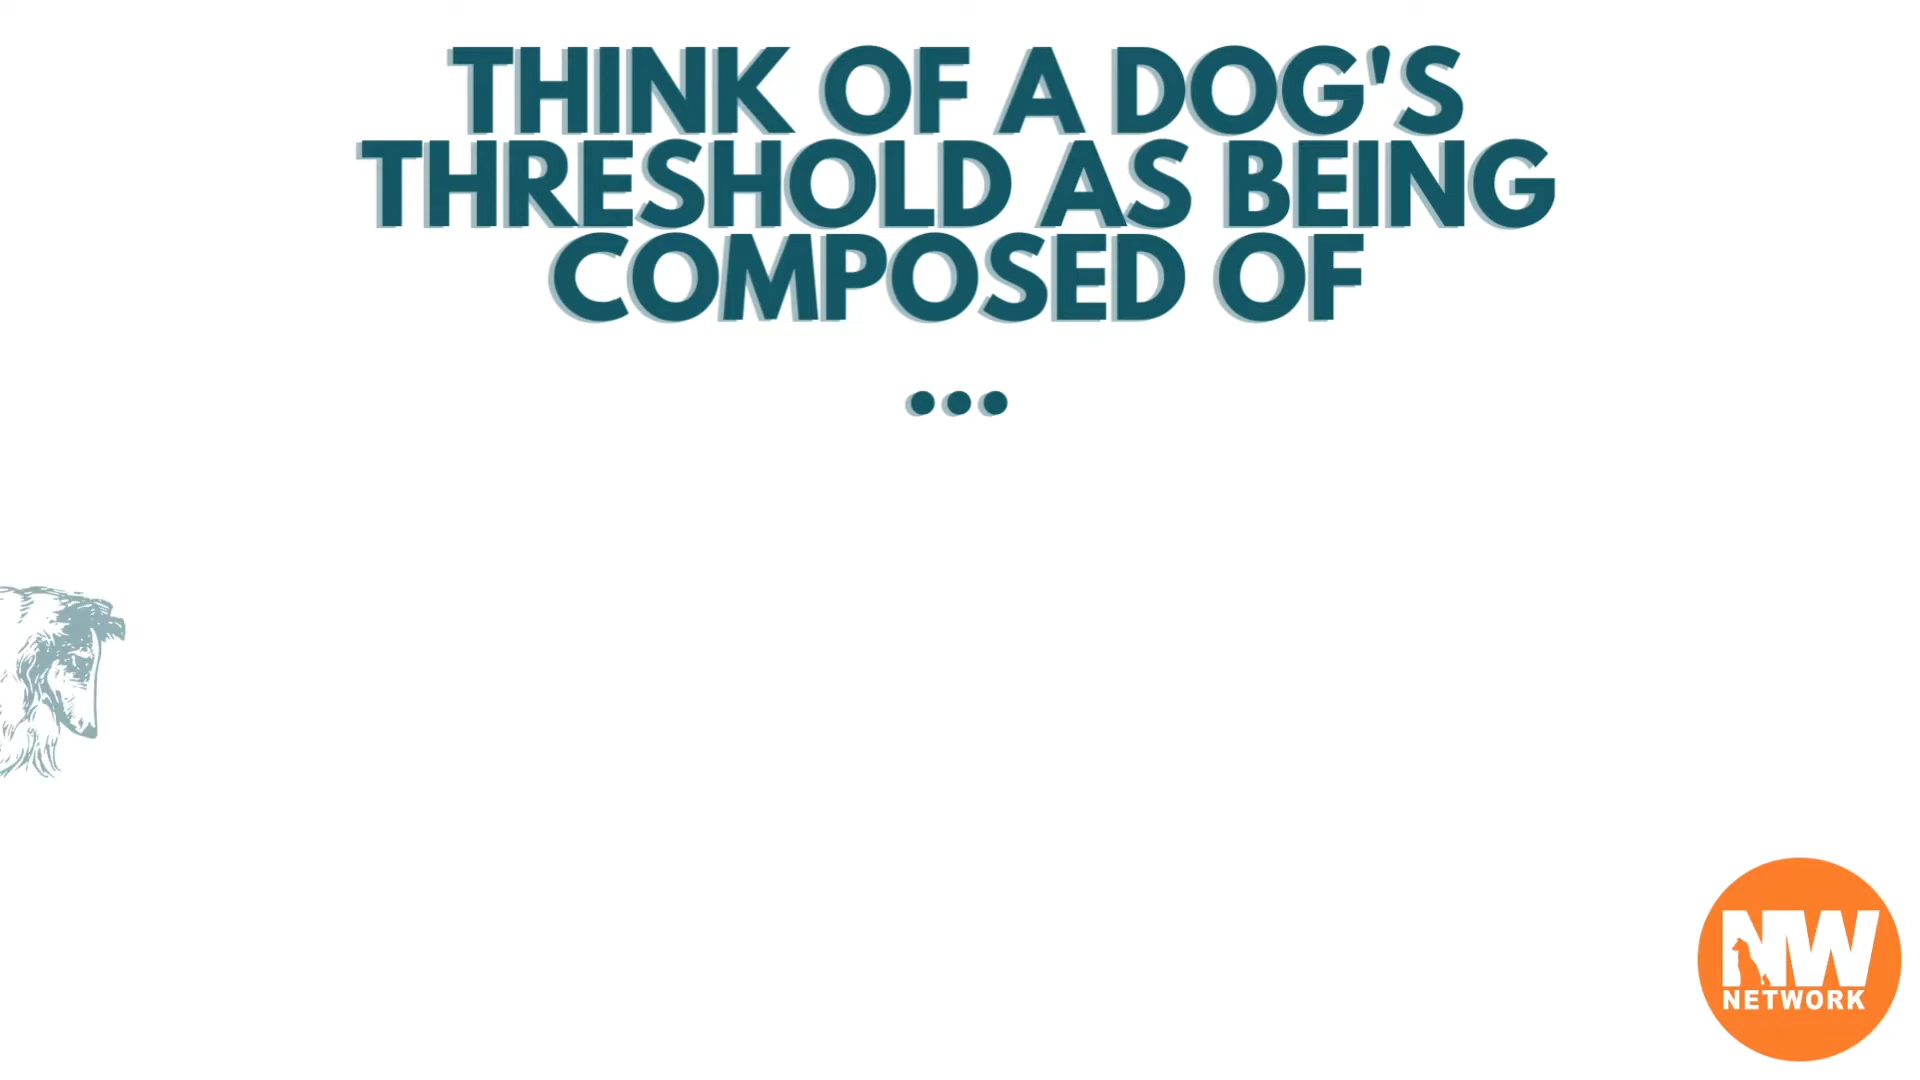 THINK OF A DOG'S
THRESHOLD AS BEING
COMPOSED OF
...
NW
NETWORK